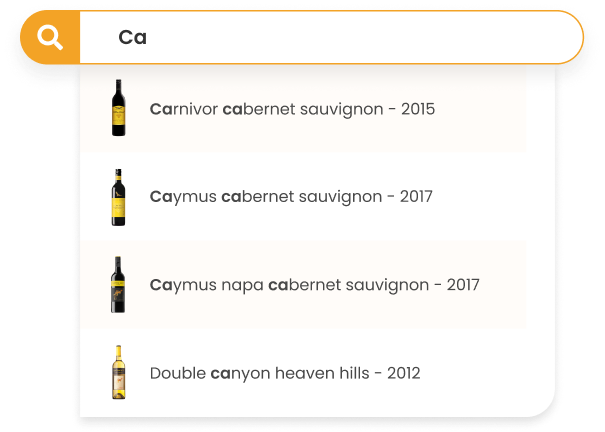 Ca
Carnivor cabernet sauvignon - 2015
Caymus cabernet sauvignon - 2017
Caymus napa cabernet sauvignon - 2017
Double canyon heaven hills - 2012